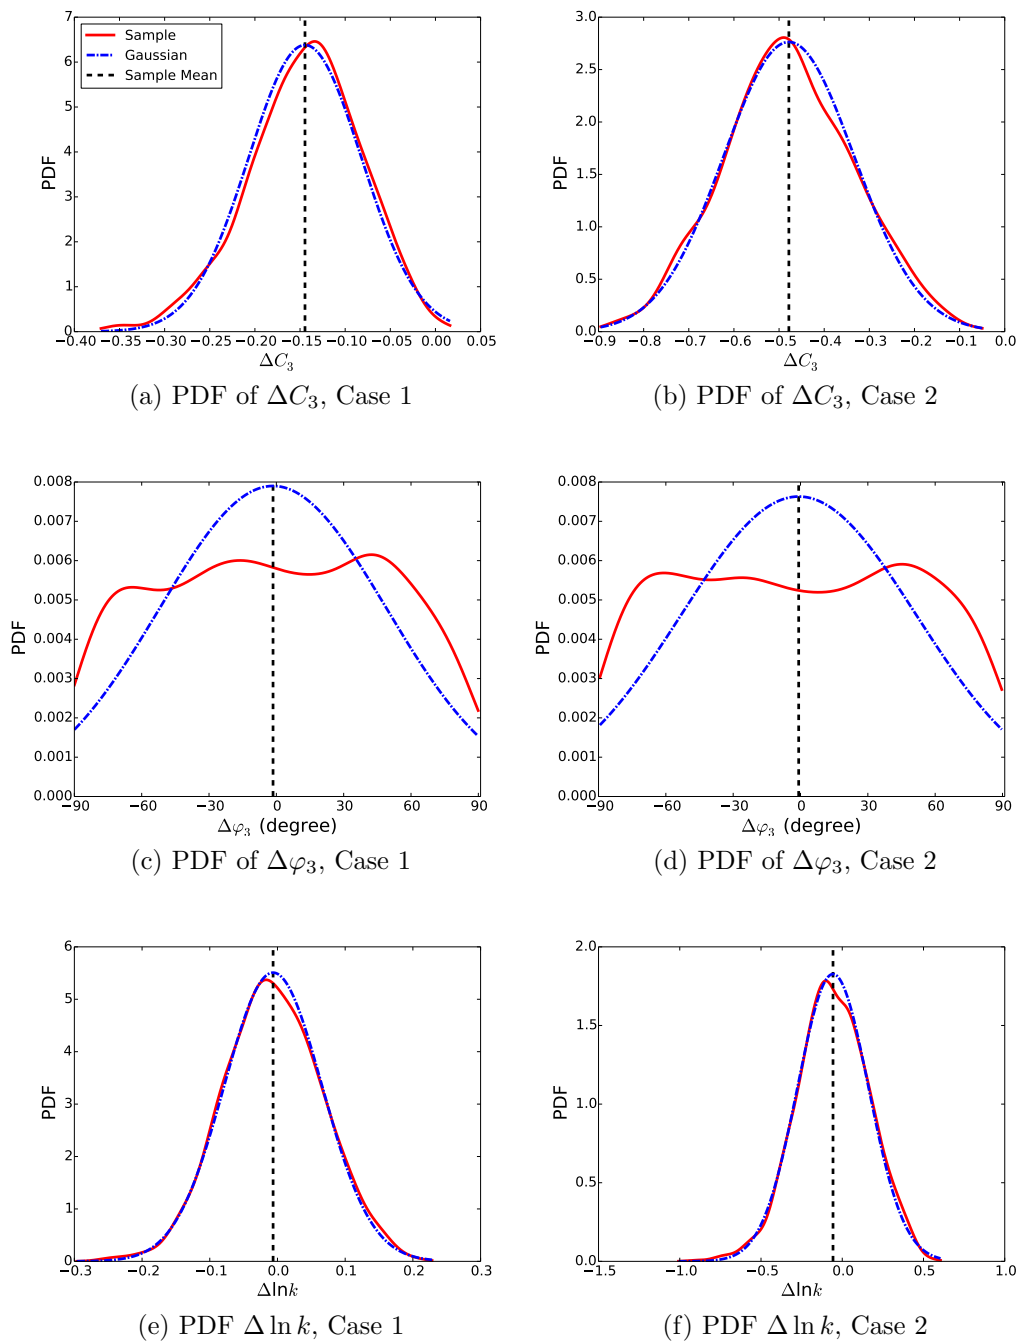 7
6
5
4
3
2
1
0
PDF
Sample
Gaussian
Sample Mean
−0.40 −0.35 −0.30 −0.25 −0.20 −0.15 −0.10 −0.05 0.00 0.05
ΔC₃
(a) PDF of ΔC₃, Case 1
3.0
2.5
2.0
1.5
1.0
0.5
0.0
PDF
−0.9 −0.8 −0.7 −0.6 −0.5 −0.4 −0.3 −0.2 −0.1 0.0
ΔC₃
(b) PDF of ΔC₃, Case 2
0.008
0.007
0.006
0.005
0.004
0.003
0.002
0.001
0.000
PDF
−90 −60 −30 0 30 60 90
Δφ₃ (degree)
(c) PDF of Δφ₃, Case 1
0.008
0.007
0.006
0.005
0.004
0.003
0.002
0.001
0.000
PDF
−90 −60 −30 0 30 60 90
Δφ₃ (degree)
(d) PDF of Δφ₃, Case 2
6
5
4
3
2
1
0
PDF
−0.3 −0.2 −0.1 0.0 0.1 0.2 0.3
Δlnk
(e) PDF Δ ln k, Case 1
2.0
1.5
1.0
0.5
0.0
PDF
−1.5 −1.0 −0.5 0.0 0.5 1.0
Δlnk
(f) PDF Δ ln k, Case 2